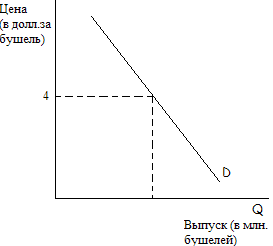 Цена
(в долл.за
бушель)
4
D
Q
Выпуск (в млн.
бушелей)